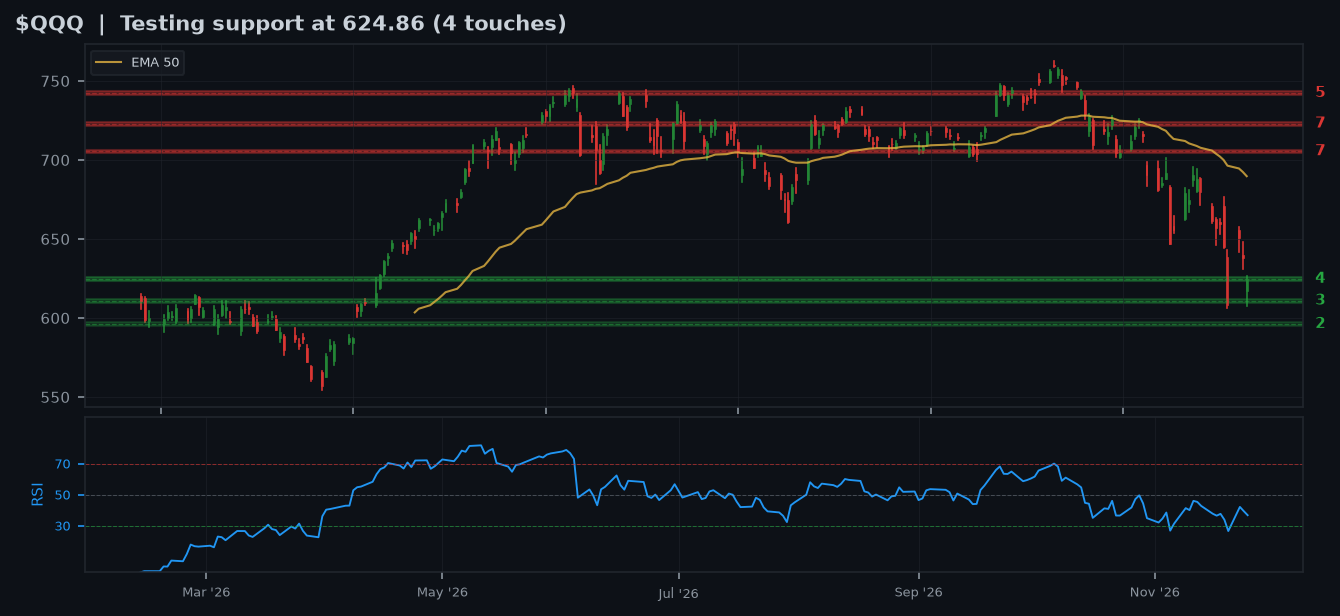 $QQQ | Testing support at 624.86 (4 touches)
EMA 50
750
700
650
600
550
5
7
7
4
3
2
RSI
70
50
30
Mar '26
May '26
Jul '26
Sep '26
Nov '26